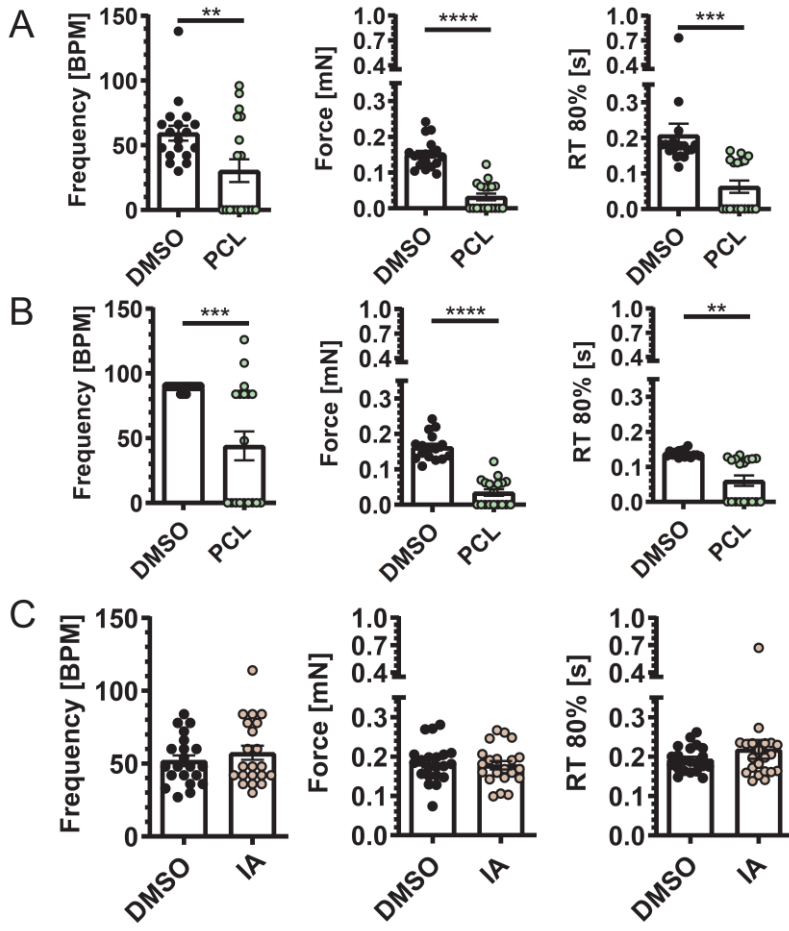 A
Frequency [BPM]
150
100
50
0
**
DMSO
PCL
Force [mN]
1.0
0.7
0.4
0.3
0.2
0.1
0.0
****
DMSO
PCL
RT 80% [s]
1.0
0.7
0.4
0.3
0.2
0.1
0.0
***
DMSO
PCL
B
Frequency [BPM]
150
100
50
0
***
DMSO
PCL
Force [mN]
1.0
0.7
0.4
0.3
0.2
0.1
0.0
****
DMSO
PCL
RT 80% [s]
1.0
0.7
0.4
0.3
0.2
0.1
0.0
**
DMSO
PCL
C
Frequency [BPM]
150
100
50
0
DMSO
IA
Force [mN]
1.0
0.7
0.4
0.3
0.2
0.1
0.0
DMSO
IA
RT 80% [s]
1.0
0.7
0.4
0.3
0.2
0.1
0.0
DMSO
IA